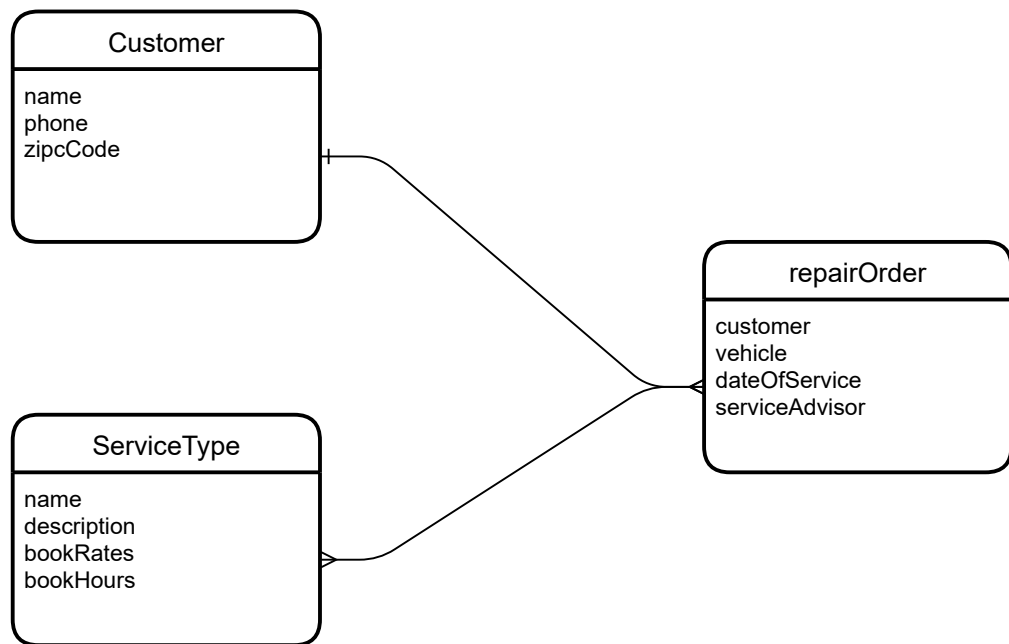 Customer
name
phone
zipcCode
repairOrder
customer
vehicle
dateOfService
serviceAdvisor
ServiceType
name
description
bookRates
bookHours